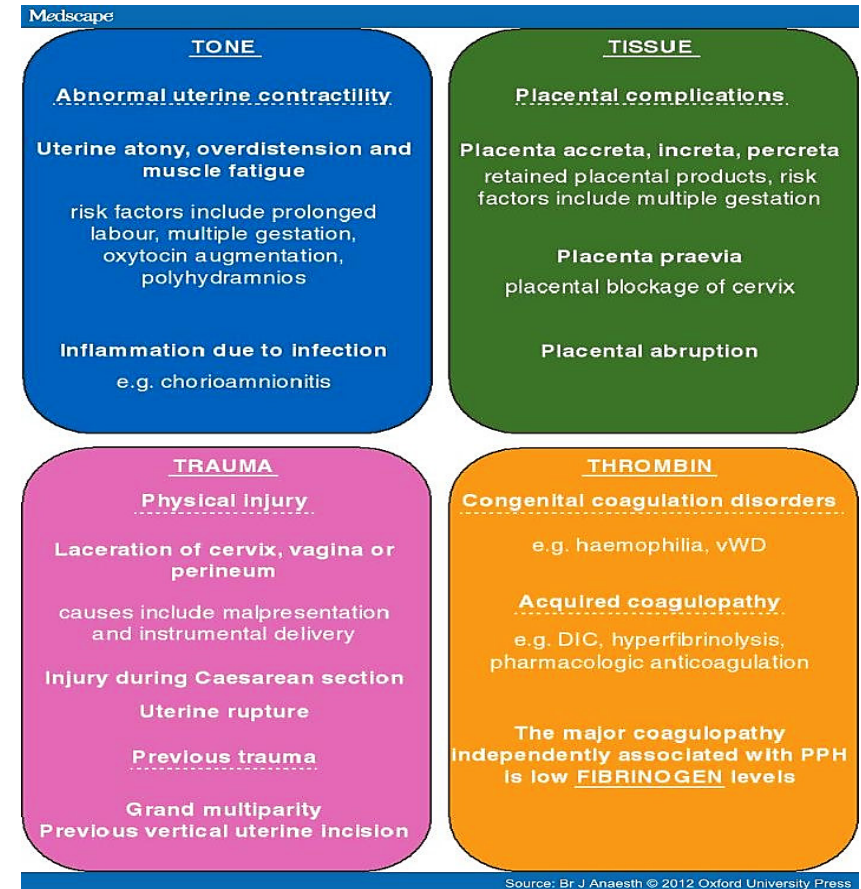 Medscape
TONE
Abnormal uterine contractility
Uterine atony, overdistension and
muscle fatigue
risk factors include prolonged
labour, multiple gestation,
oxytocin augmentation,
polyhydramnios
Inflammation due to infection
e.g. chorioamnionitis
TISSUE
Placental complications
Placenta accreta, increta, percreta
retained placental products, risk
factors include multiple gestation
Placenta praevia
placental blockage of cervix
Placental abruption
TRAUMA
Physical injury
Laceration of cervix, vagina or
perineum
causes include malpresentation
and instrumental delivery
Injury during Caesarean section
Uterine rupture
Previous trauma
Grand multiparity
Previous vertical uterine incision
THROMBIN
Congenital coagulation disorders
e.g. haemophilia, vWD
Acquired coagulopathy
e.g. DIC, hyperfibrinolysis,
pharmacologic anticoagulation
The major coagulopathy
independently associated with PPH
is low FIBRINOGEN levels
Source: Br J Anaesth © 2012 Oxford University Press